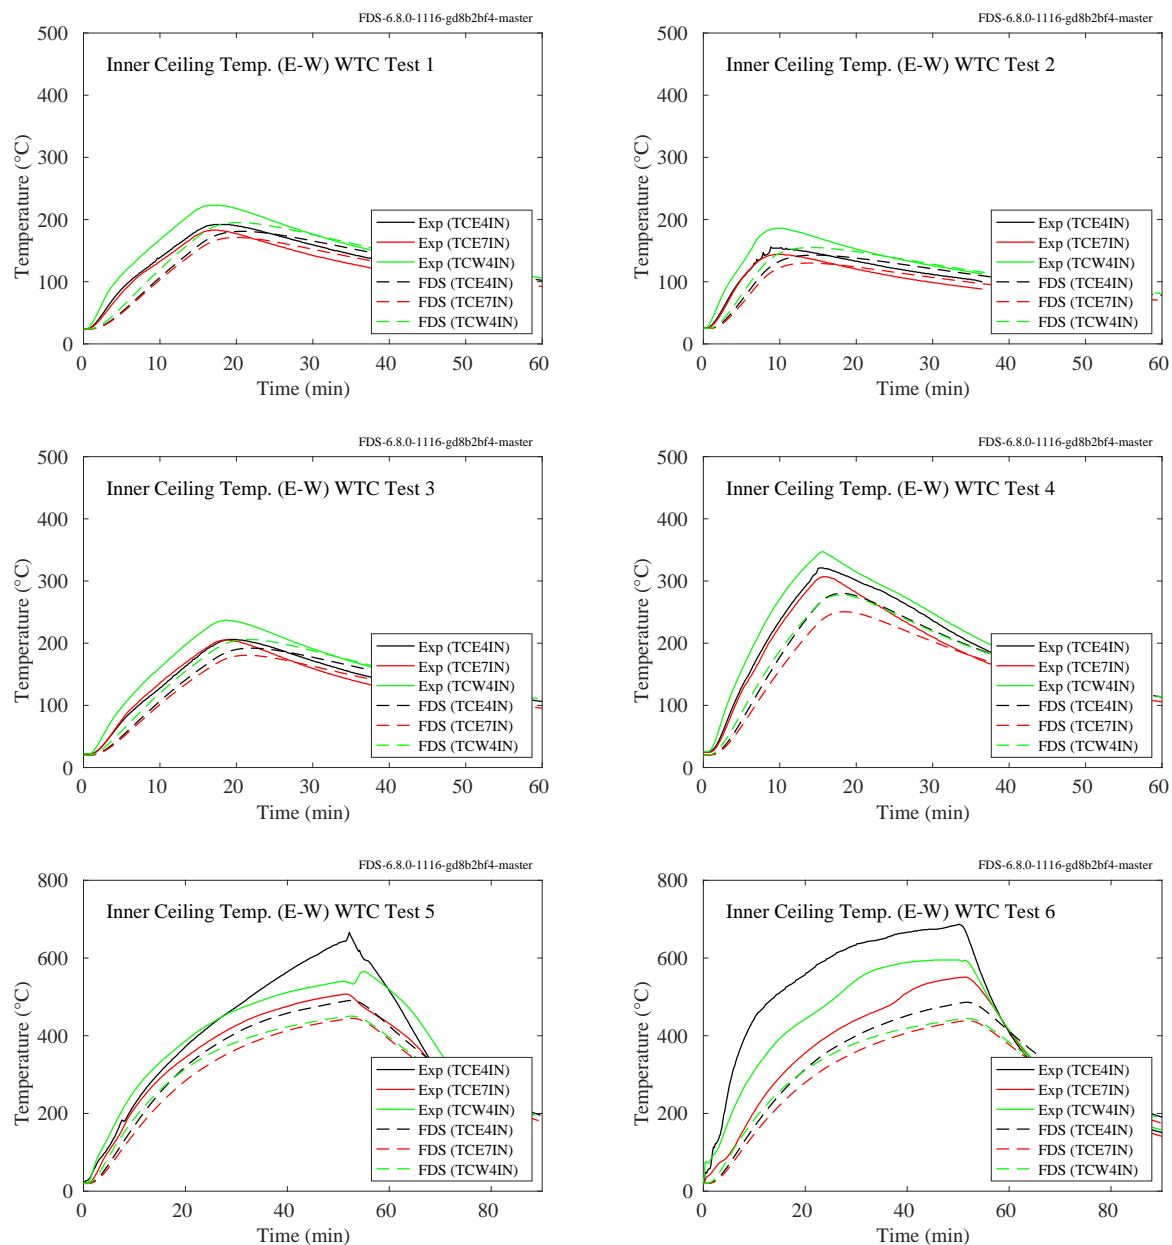 FDS-6.8.0-1116-gd8b2bf4-master
Inner Ceiling Temp. (E-W) WTC Test 1
Temperature (°C)
500
400
300
200
100
0
Exp (TCE4IN)
Exp (TCE7IN)
Exp (TCW4IN)
FDS (TCE4IN)
FDS (TCE7IN)
FDS (TCW4IN)
0 10 20 30 40 50 60
Time (min)
FDS-6.8.0-1116-gd8b2bf4-master
Inner Ceiling Temp. (E-W) WTC Test 2
Temperature (°C)
500
400
300
200
100
0
Exp (TCE4IN)
Exp (TCE7IN)
Exp (TCW4IN)
FDS (TCE4IN)
FDS (TCE7IN)
FDS (TCW4IN)
0 10 20 30 40 50 60
Time (min)
FDS-6.8.0-1116-gd8b2bf4-master
Inner Ceiling Temp. (E-W) WTC Test 3
Temperature (°C)
500
400
300
200
100
0
Exp (TCE4IN)
Exp (TCE7IN)
Exp (TCW4IN)
FDS (TCE4IN)
FDS (TCE7IN)
FDS (TCW4IN)
0 10 20 30 40 50 60
Time (min)
FDS-6.8.0-1116-gd8b2bf4-master
Inner Ceiling Temp. (E-W) WTC Test 4
Temperature (°C)
500
400
300
200
100
0
Exp (TCE4IN)
Exp (TCE7IN)
Exp (TCW4IN)
FDS (TCE4IN)
FDS (TCE7IN)
FDS (TCW4IN)
0 10 20 30 40 50 60
Time (min)
FDS-6.8.0-1116-gd8b2bf4-master
Inner Ceiling Temp. (E-W) WTC Test 5
Temperature (°C)
800
600
400
200
0
Exp (TCE4IN)
Exp (TCE7IN)
Exp (TCW4IN)
FDS (TCE4IN)
FDS (TCE7IN)
FDS (TCW4IN)
0 20 40 60 80
Time (min)
FDS-6.8.0-1116-gd8b2bf4-master
Inner Ceiling Temp. (E-W) WTC Test 6
Temperature (°C)
800
600
400
200
0
Exp (TCE4IN)
Exp (TCE7IN)
Exp (TCW4IN)
FDS (TCE4IN)
FDS (TCE7IN)
FDS (TCW4IN)
0 20 40 60 80
Time (min)